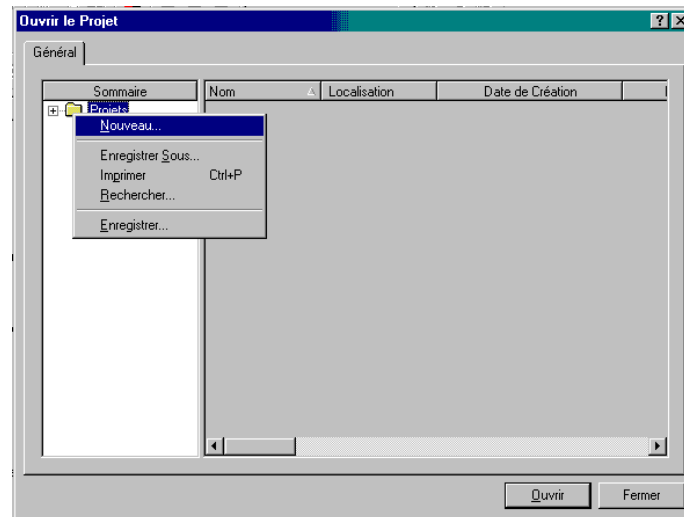 Ouvrir le Projet
Général
Sommaire Nom Localisation Date de Création
Projets
Nouveau...
Enregistrer Sous...
Imprimer Ctrl+P
Rechercher...
Enregistrer...
Ouvrir Fermer